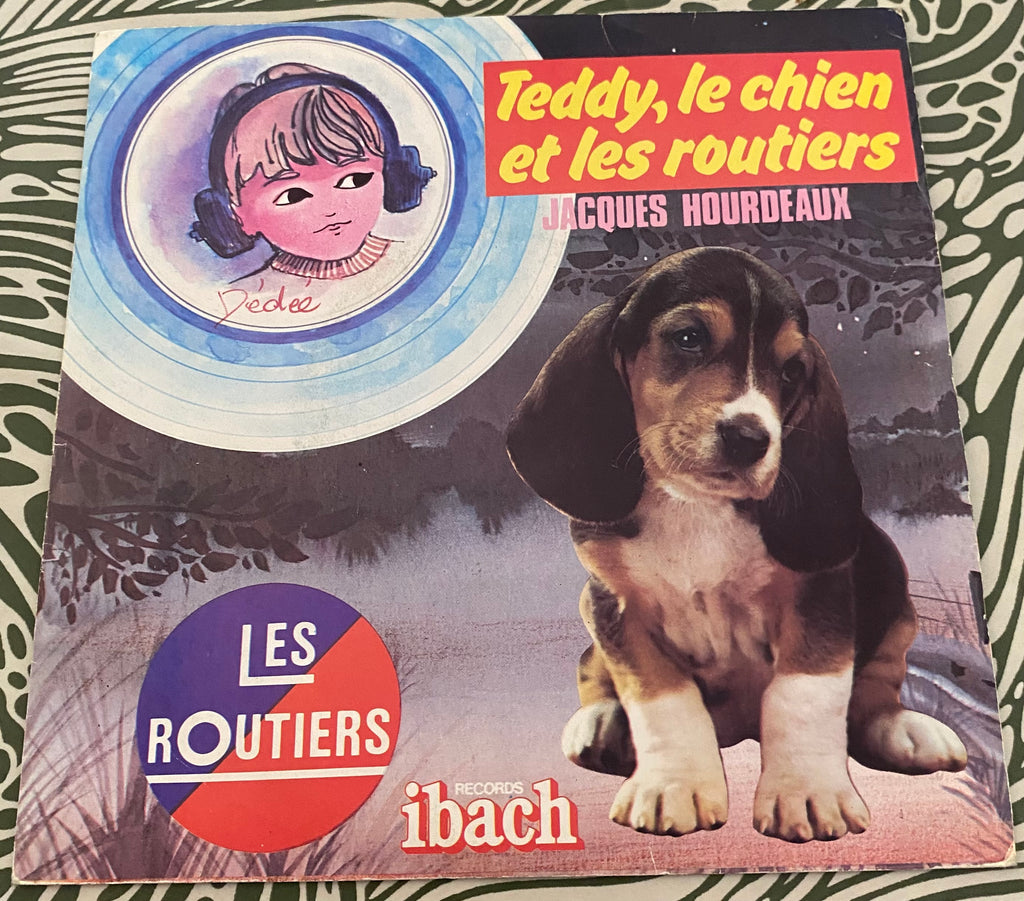 Teddy, le chien
et les routiers
JACQUES HOURDEAUX
Dédée
LES
ROUTIERS
RECORDS
ibach